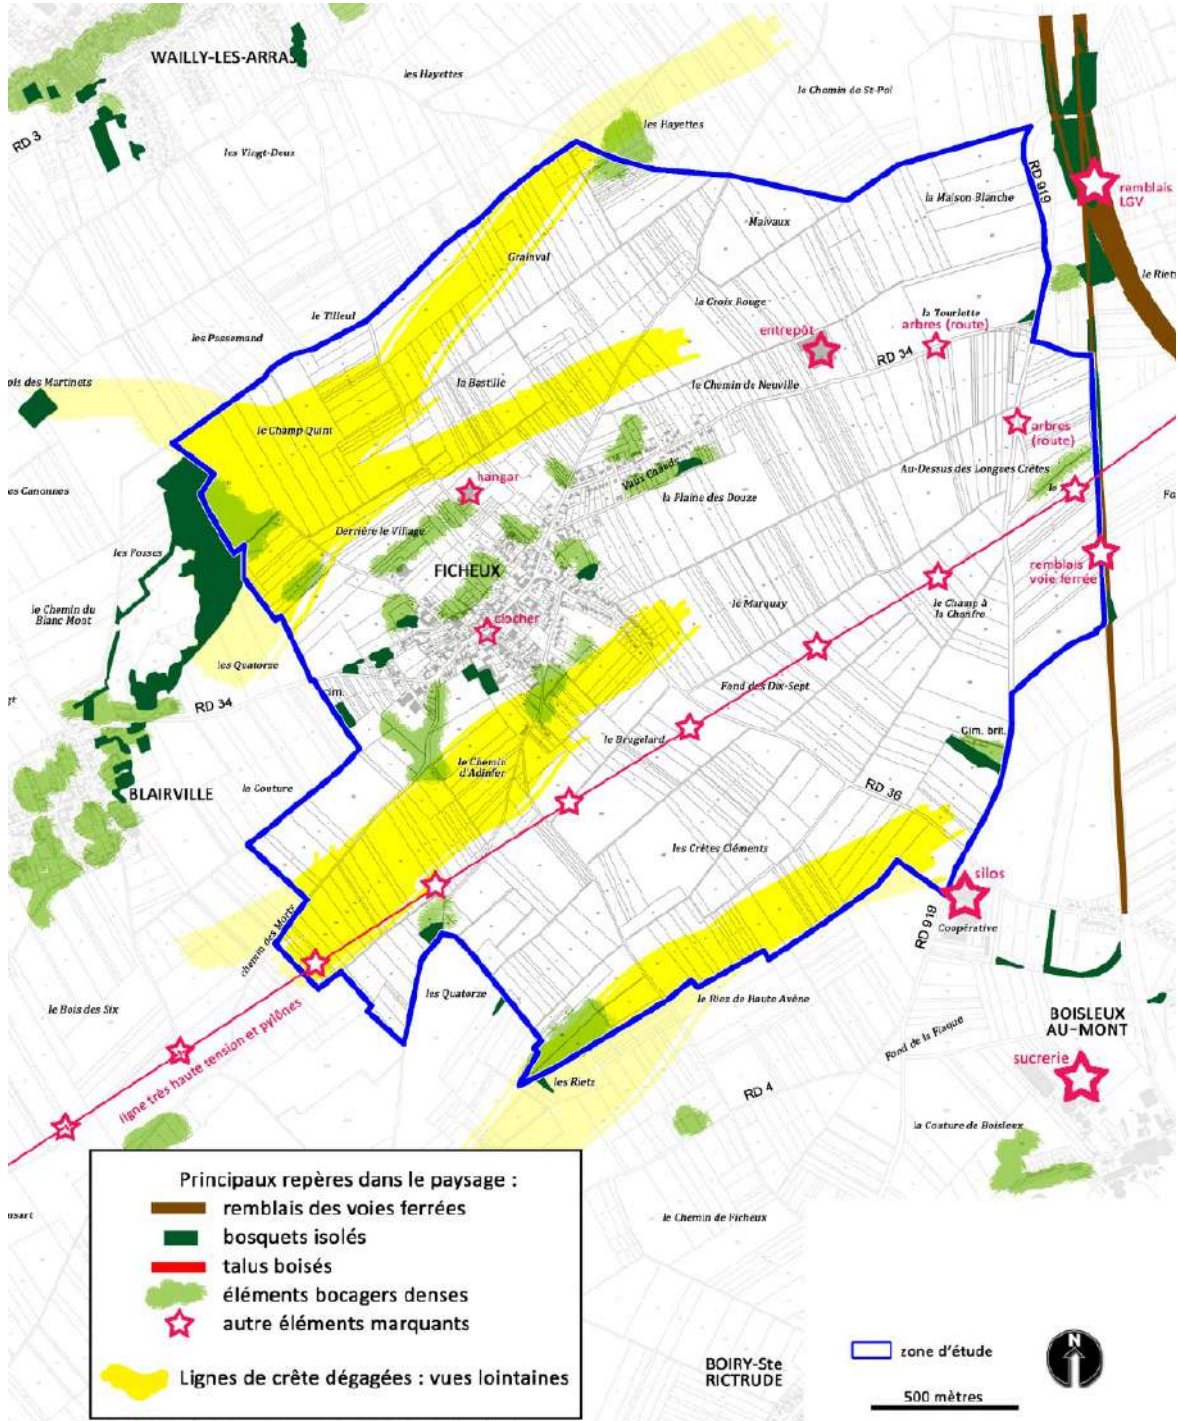 WAILLY-LES-ARRAS
les Hayettes
le Chemin de St-Pol
RD 3
les Vingt-Deux
les Hayettes
RD 919
remblais
LGV
la Maison Blanche
Malvaux
Grainval
le Rietz
la Croix Rouge
le Tilleul
la Tourlotte
arbres (route)
les Passemand
entrepôt
RD 34
la Bastille
le Chemin de Neuville
ois des Martinets
le Champ Quint
arbres
(route)
Au-Dessus des Longues Crêtes
Vaux Chauds
hangar
la Plaine des Douze
es Canonnes
Derrière le Village
les Fosses
FICHEUX
remblais
voie ferrée
le Marquay
le Champ à
la Chanfre
le Chemin du
Blanc Mont
clocher
les Quatorze
Fond des Dix-Sept
RD 34
cim.
le Brugelard
Cim. brit.
le Chemin
d'Adinfer
BLAIRVILLE
la Couture
RD 36
les Crêtes Cléments
silos
chemin des Morts
RD 919
Coopérative
les Quatorze
le Riez de Haute Avène
le Bois des Six
BOISLEUX
AU-MONT
Fond de la Flaque
sucrerie
les Rietz
RD 4
ligne très haute tension et pylônes
la Couture de Boisleux
Principaux repères dans le paysage :
remblais des voies ferrées
bosquets isolés
talus boisés
éléments bocagers denses
autre éléments marquants
Lignes de crête dégagées : vues lointaines
le Chemin de Ficheux
BOIRY-Ste
RICTRUDE
zone d'étude
N
500 mètres